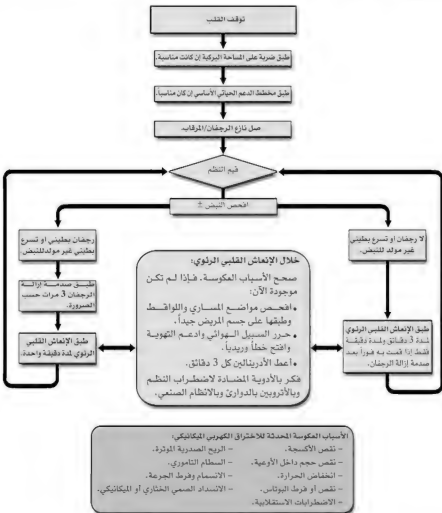 توقف القلب
طبق ضربة على المساحة البركية إن كانت مناسبة.
طبق مخطط الدعم الحياتي الأساسي إن كان مناسباً.
صل نازع الرجفان/المرقاب.
قيم النظم
افحص النبض ±
رجفان بطيني او تسرع
بطيني غير مولد للنبض
طبق صدمة إزالة
الرجفان 3 مرات حسب
الضرورة.
طبق الإنعاش القلبي
الرئوي لمدة دقيقة واحدة.
خلال الإنعاش القلبي الرئوي:
صحح الأسباب المعكوسة، فإذا لم تكن
موجودة الآن:
• افحص مواضع المساري واللواقط
وطبقها على جسم المريض جيداً.
• حرر السبيل الهوائي وادعم التهوية
وافتح خطاً وريدياً.
• أعط الأدرينالين كل 3 دقائق.
فكر بالأدوية المضادة لاضطراب النظم
وبالأتروبين بالدوارئ وبالانظام الصنعي.
لا رجفان او تسرع بطيني
غير مولد للنبض.
طبق الإنعاش القلبي الرئوي
لمدة 3 دقائق ولمدة دقيقة
فقط إذا قمت به فوراً بعد
صدمة إزالة الرجفان.
الأسباب المعكوسة المحدثة للاختراق الكهربي الميكانيكي:
– نقص الأكسجة.
– نقص حجم داخل الأوعية.
– انخفاض الحرارة.
– نقص أو فرط البوتاس.
– الاضطرابات الاستقلابية.
– الريح الصدرية الموترة.
– السطام التاموري.
– الانسمام وفرط الجرعة.
– الانسداد الصمي الخثاري أو الميكانيكي.